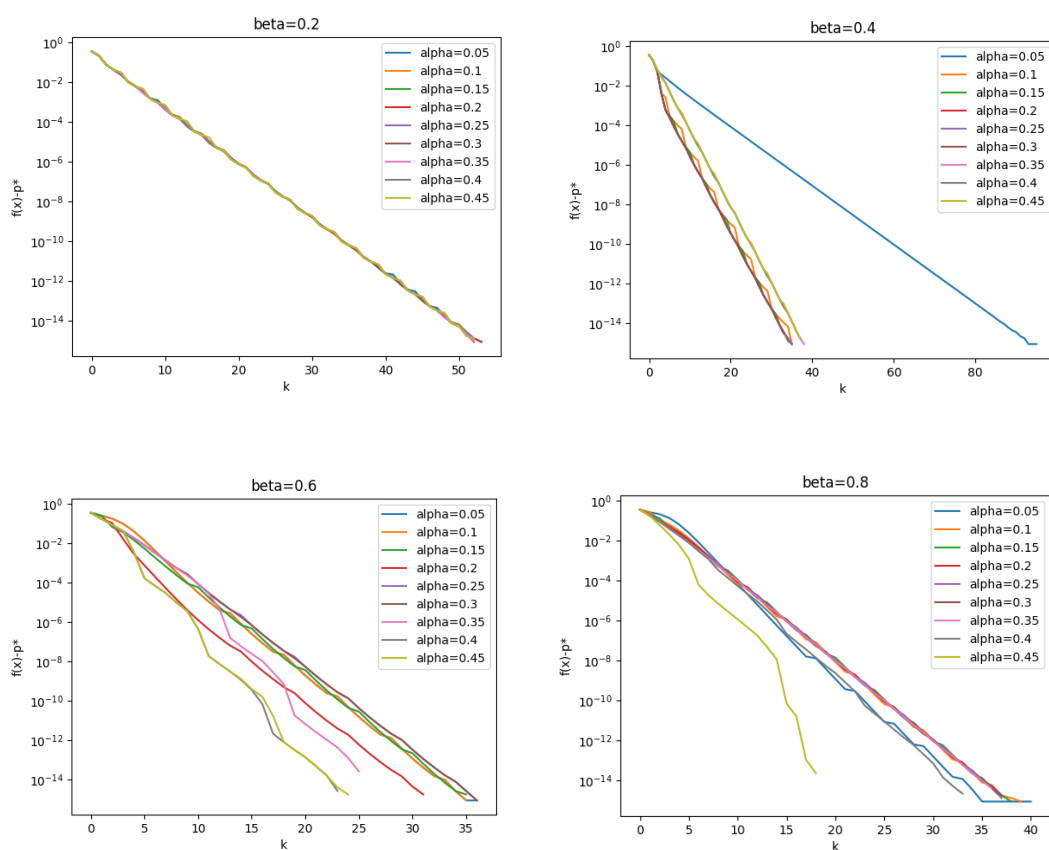 beta=0.2
f(x)-p*
10^0
10^-2
10^-4
10^-6
10^-8
10^-10
10^-12
10^-14
alpha=0.05
alpha=0.1
alpha=0.15
alpha=0.2
alpha=0.25
alpha=0.3
alpha=0.35
alpha=0.4
alpha=0.45
0 10 20 30 40 50
k
beta=0.4
f(x)-p*
10^0
10^-2
10^-4
10^-6
10^-8
10^-10
10^-12
10^-14
alpha=0.05
alpha=0.1
alpha=0.15
alpha=0.2
alpha=0.25
alpha=0.3
alpha=0.35
alpha=0.4
alpha=0.45
0 20 40 60 80
k
beta=0.6
f(x)-p*
10^0
10^-2
10^-4
10^-6
10^-8
10^-10
10^-12
10^-14
alpha=0.05
alpha=0.1
alpha=0.15
alpha=0.2
alpha=0.25
alpha=0.3
alpha=0.35
alpha=0.4
alpha=0.45
0 5 10 15 20 25 30 35
k
beta=0.8
f(x)-p*
10^0
10^-2
10^-4
10^-6
10^-8
10^-10
10^-12
10^-14
alpha=0.05
alpha=0.1
alpha=0.15
alpha=0.2
alpha=0.25
alpha=0.3
alpha=0.35
alpha=0.4
alpha=0.45
0 5 10 15 20 25 30 35 40
k